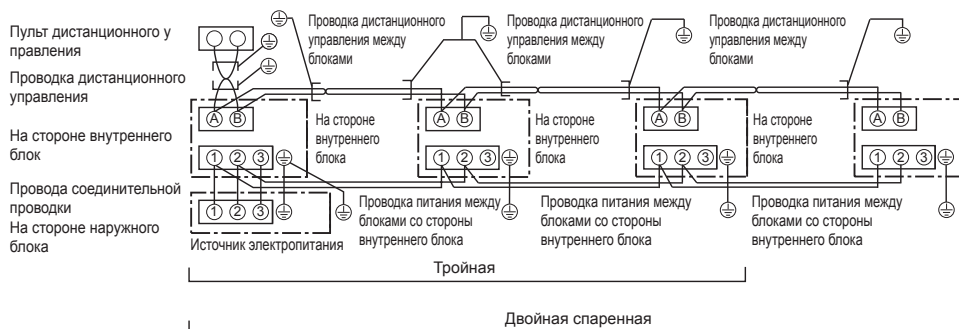 Пульт дистанционного у
правления
Проводка дистанционного
управления
На стороне внутреннего
блок
Провода соединительной
проводки
На стороне наружного
блока
Проводка дистанционного
управления между
блоками
Проводка дистанционного
управления между
блоками
Проводка дистанционного
управления между
блоками
A B
На стороне
внутреннего
блока
A B
На стороне
внутреннего
блока
A B
На стороне
внутреннего
блока
A B
1 2 3
1 2 3
1 2 3
1 2 3
1 2 3
Источник электропитания
Проводка питания между
блоками со стороны
внутреннего блока
Проводка питания между
блоками со стороны
внутреннего блока
Проводка питания между
блоками со стороны
внутреннего блока
Тройная
Двойная спаренная